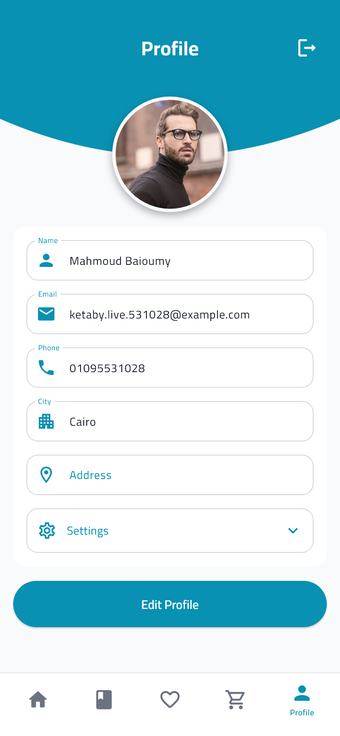 Profile
Name
Mahmoud Baioumy
Email
ketaby.live.531028@example.com
Phone
01095531028
City
Cairo
Address
Settings
Edit Profile
Profile